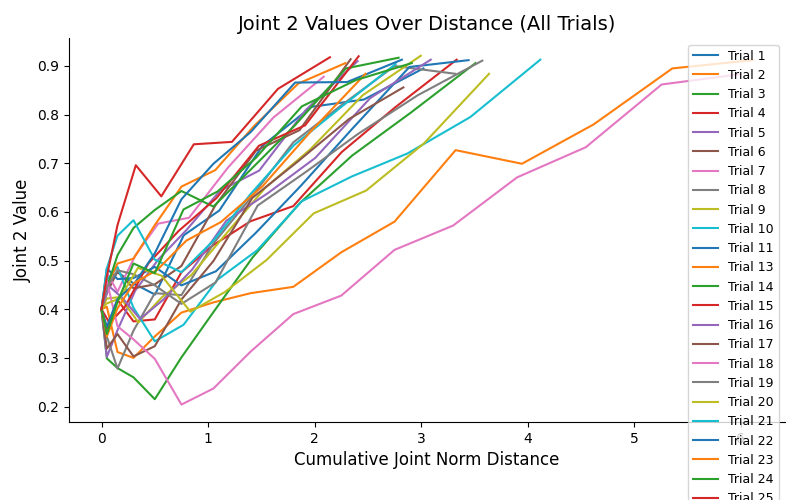 Joint 2 Values Over Distance (All Trials)
Joint 2 Value
0.9
0.8
0.7
0.6
0.5
0.4
0.3
0.2
0
1
2
3
4
5
6
Cumulative Joint Norm Distance
Trial 1
Trial 2
Trial 3
Trial 4
Trial 5
Trial 6
Trial 7
Trial 8
Trial 9
Trial 10
Trial 11
Trial 13
Trial 14
Trial 15
Trial 16
Trial 17
Trial 18
Trial 19
Trial 20
Trial 21
Trial 22
Trial 23
Trial 24
Trial 25